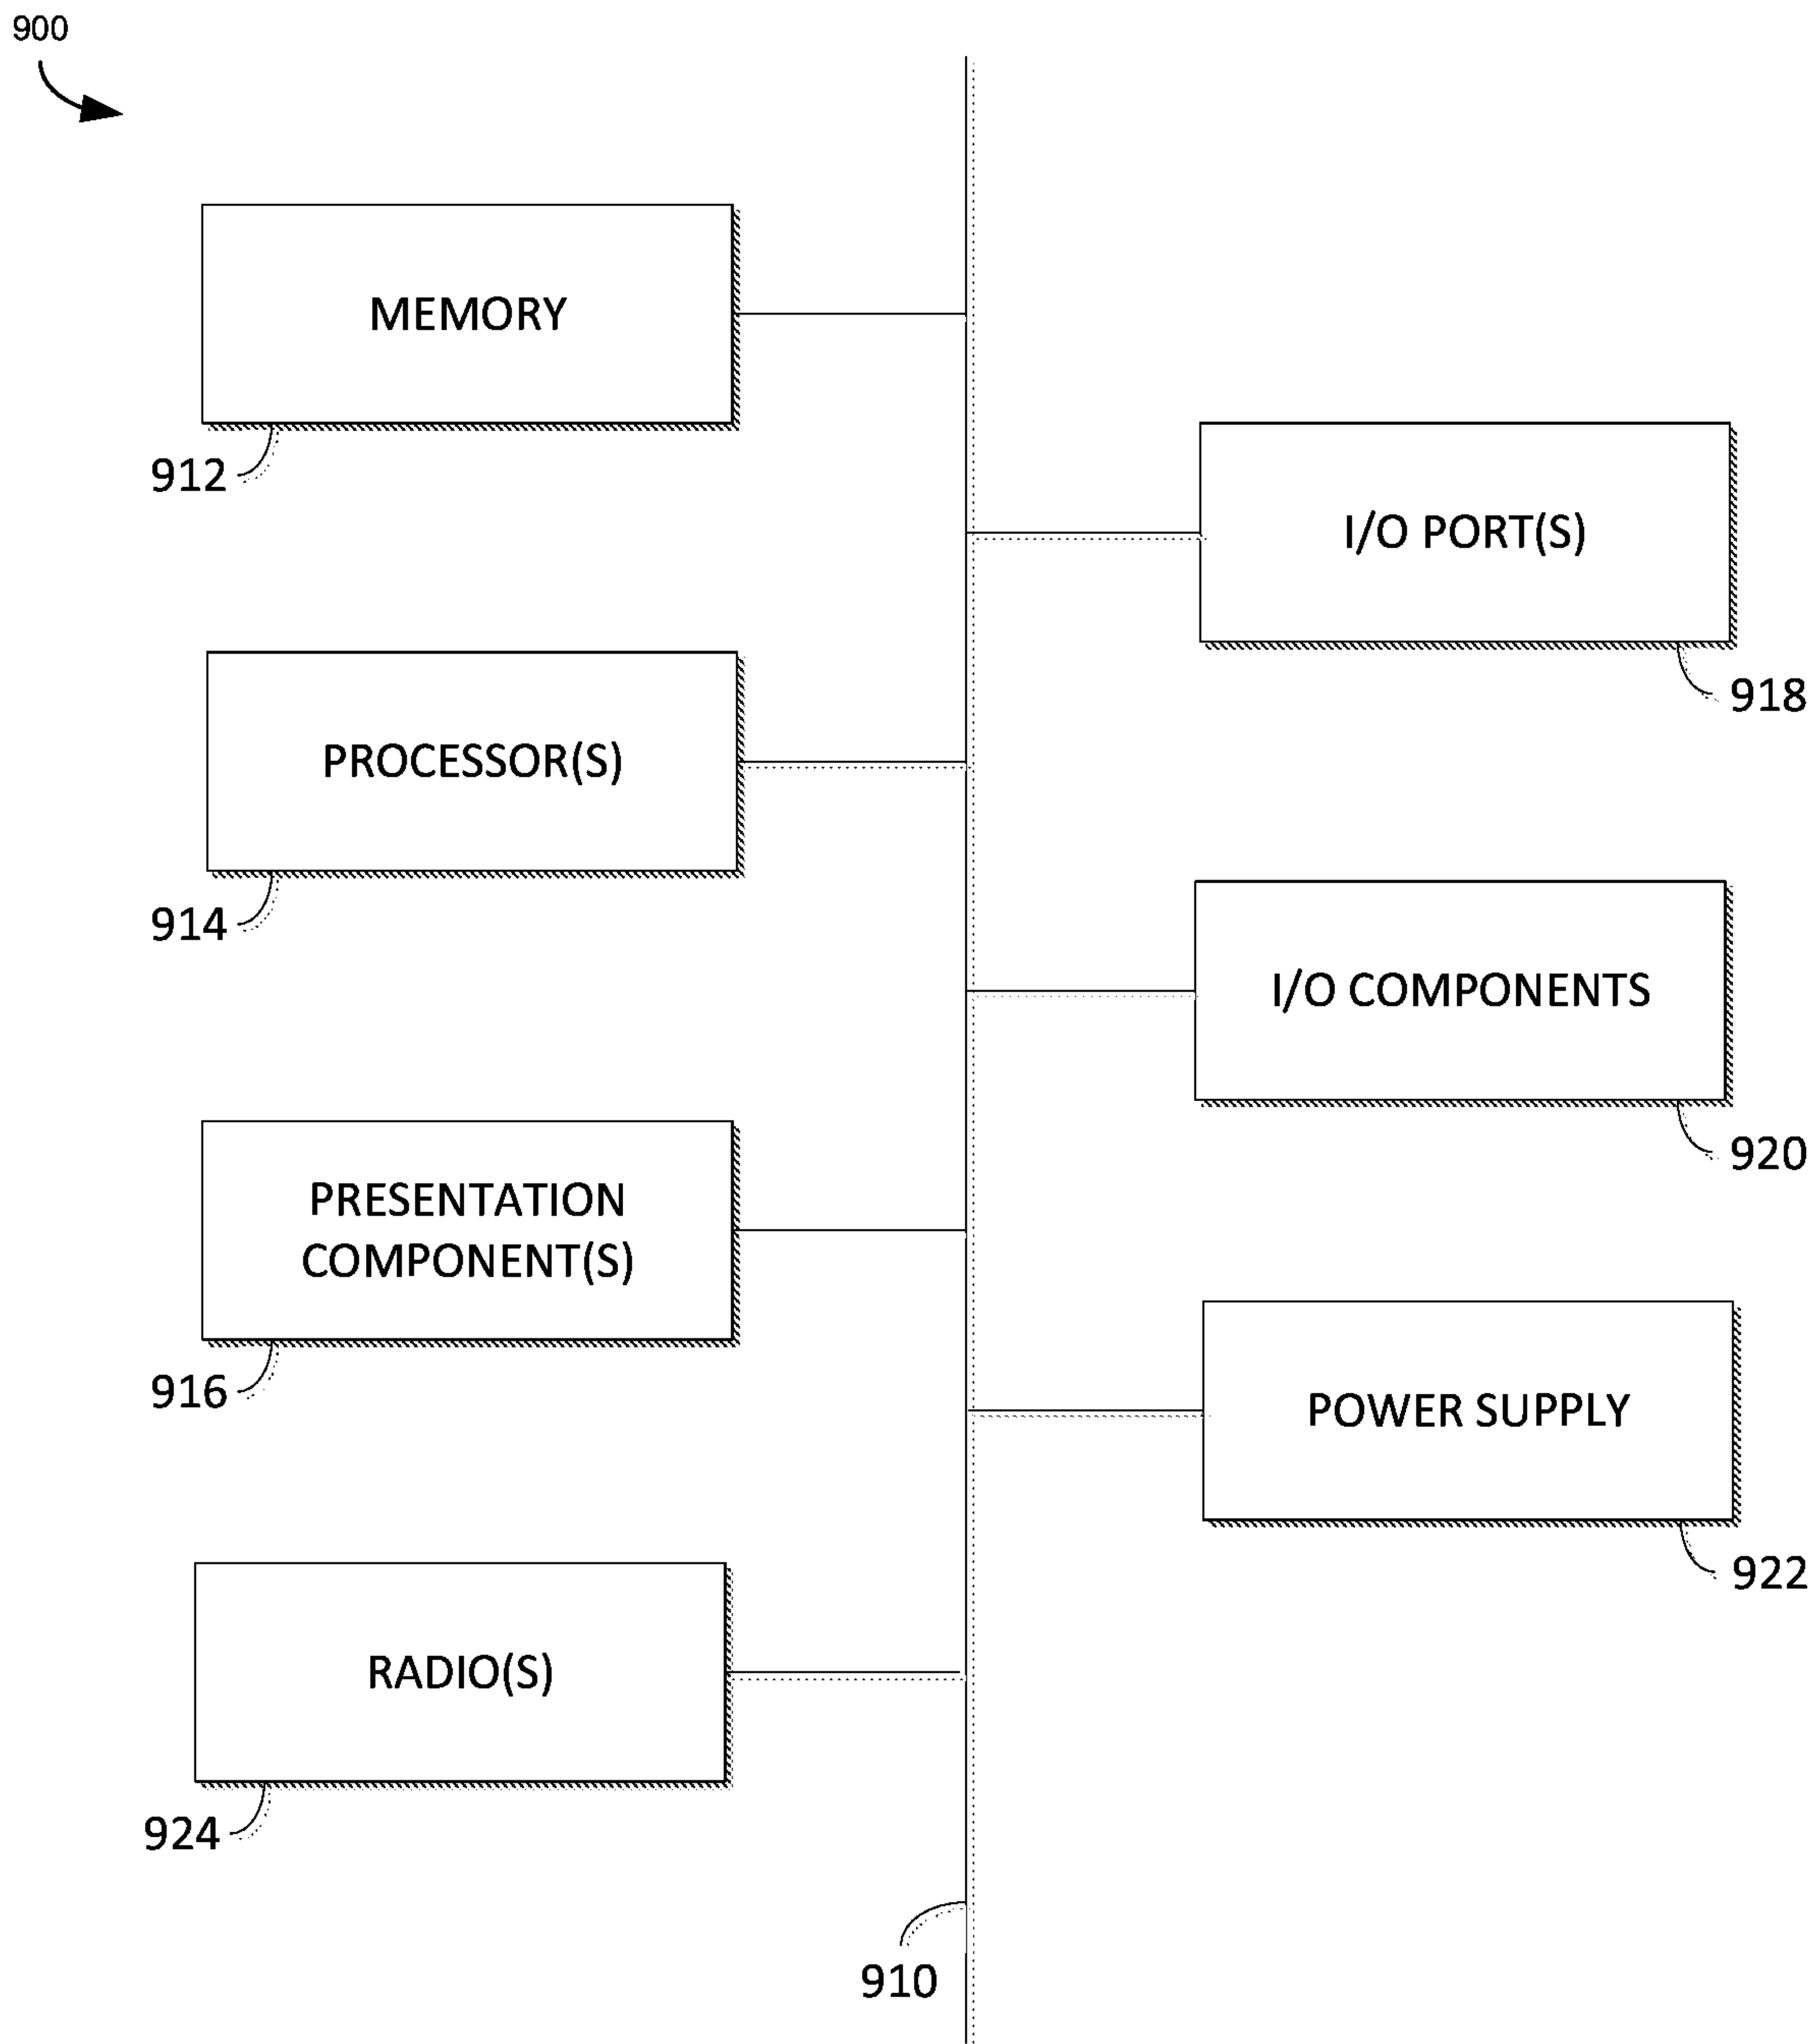 900
MEMORY
912
I/O PORT(S)
918
PROCESSOR(S)
914
I/O COMPONENTS
920
PRESENTATION
COMPONENT(S)
916
POWER SUPPLY
922
RADIO(S)
924
910